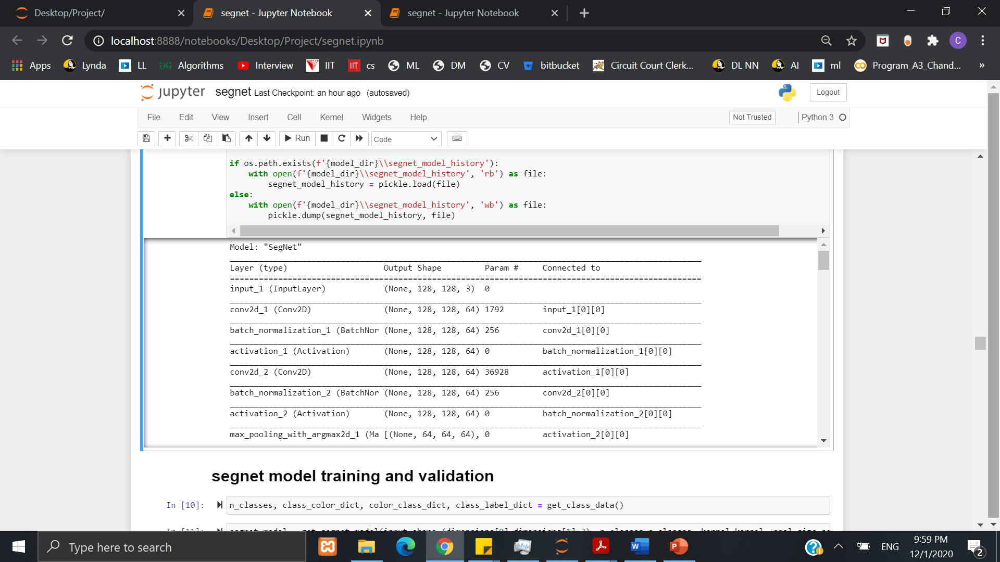 Desktop/Project/
segnet - Jupyter Notebook
segnet - Jupyter Notebook
localhost:8888/notebooks/Desktop/Project/segnet.ipynb
C
Apps Lynda LL Algorithms Interview IIT IIT cs ML DM CV bitbucket Circuit Court Clerk... DL NN AI ml Program_A3_Chand... »
jupyter segnet Last Checkpoint: an hour ago (autosaved)
Logout
File Edit View Insert Cell Kernel Widgets Help
Not Trusted
Python 3
Run
Code
if os.path.exists(f'{model_dir}\\segnet_model_history'):
    with open(f'{model_dir}\\segnet_model_history', 'rb') as file:
        segnet_model_history = pickle.load(file)
else:
    with open(f'{model_dir}\\segnet_model_history', 'wb') as file:
        pickle.dump(segnet_model_history, file)
Model: "SegNet"
Layer (type) Output Shape Param # Connected to
input_1 (InputLayer) (None, 128, 128, 3) 0
conv2d_1 (Conv2D) (None, 128, 128, 64) 1792 input_1[0][0]
batch_normalization_1 (BatchNor (None, 128, 128, 64) 256 conv2d_1[0][0]
activation_1 (Activation) (None, 128, 128, 64) 0 batch_normalization_1[0][0]
conv2d_2 (Conv2D) (None, 128, 128, 64) 36928 activation_1[0][0]
batch_normalization_2 (BatchNor (None, 128, 128, 64) 256 conv2d_2[0][0]
activation_2 (Activation) (None, 128, 128, 64) 0 batch_normalization_2[0][0]
max_pooling_with_argmax2d_1 (Ma [(None, 64, 64, 64), 0 activation_2[0][0]
segnet model training and validation
In [10]: n_classes, class_color_dict, color_class_dict, class_label_dict = get_class_data()
Type here to search
ENG
9:59 PM
12/1/2020
2